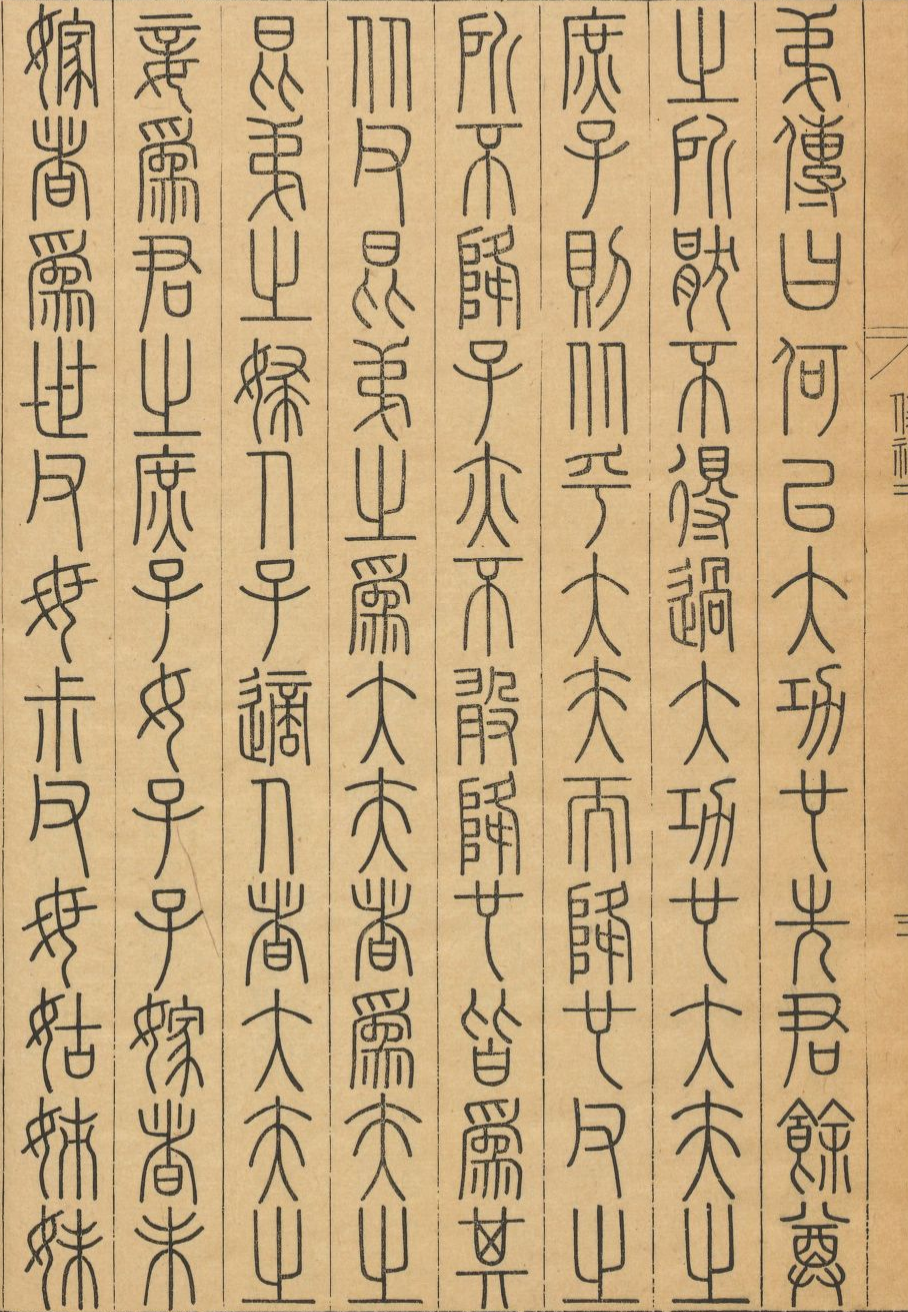 弟傳曰何以大功也先君餘尊
之所猒不得過大功也大夫之
庶子則从乎大夫而降也父之
所不降子亦不敢降也皆爲其
从父昆弟之爲大夫者爲夫之
昆弟之婦人子適人者大夫之
妾爲君之庶子女子子嫁者未
嫁者爲世父母叔父母姑姊妹